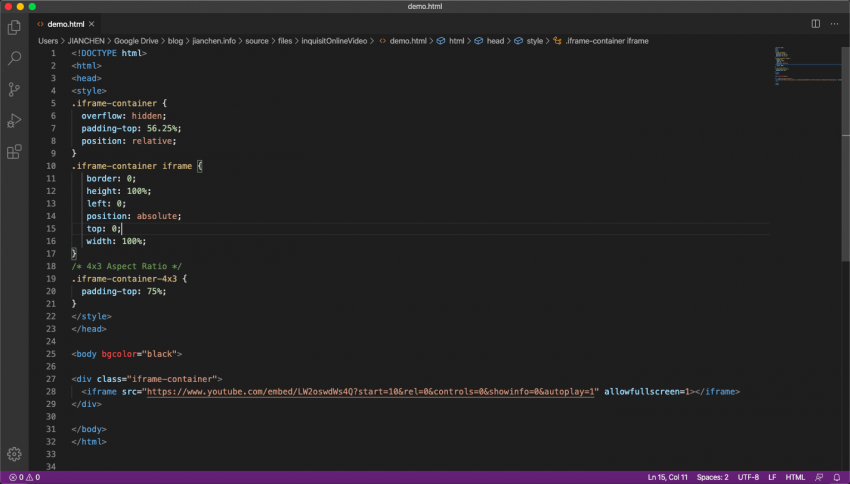 demo.html
demo.html ×
Users > JIANCHEN > Google Drive > blog > jianchen.info > source > files > inquisitOnlineVideo > demo.html > html > head > style > .iframe-container iframe
1 <!DOCTYPE html>
2 <html>
3 <head>
4 <style>
5 .iframe-container {
6 overflow: hidden;
7 padding-top: 56.25%;
8 position: relative;
9 }
10 .iframe-container iframe {
11 border: 0;
12 height: 100%;
13 left: 0;
14 position: absolute;
15 top: 0;
16 width: 100%;
17 }
18 /* 4x3 Aspect Ratio */
19 .iframe-container-4x3 {
20 padding-top: 75%;
21 }
22 </style>
23 </head>
24
25 <body bgcolor="black">
26
27 <div class="iframe-container">
28 <iframe src="https://www.youtube.com/embed/LW2oswdWs4Q?start=10&rel=0&controls=0&showinfo=0&autoplay=1" allowfullscreen=1></iframe>
29 </div>
30
31 </body>
32 </html>
33
34
0 0 Ln 15, Col 11 Spaces: 2 UTF-8 LF HTML